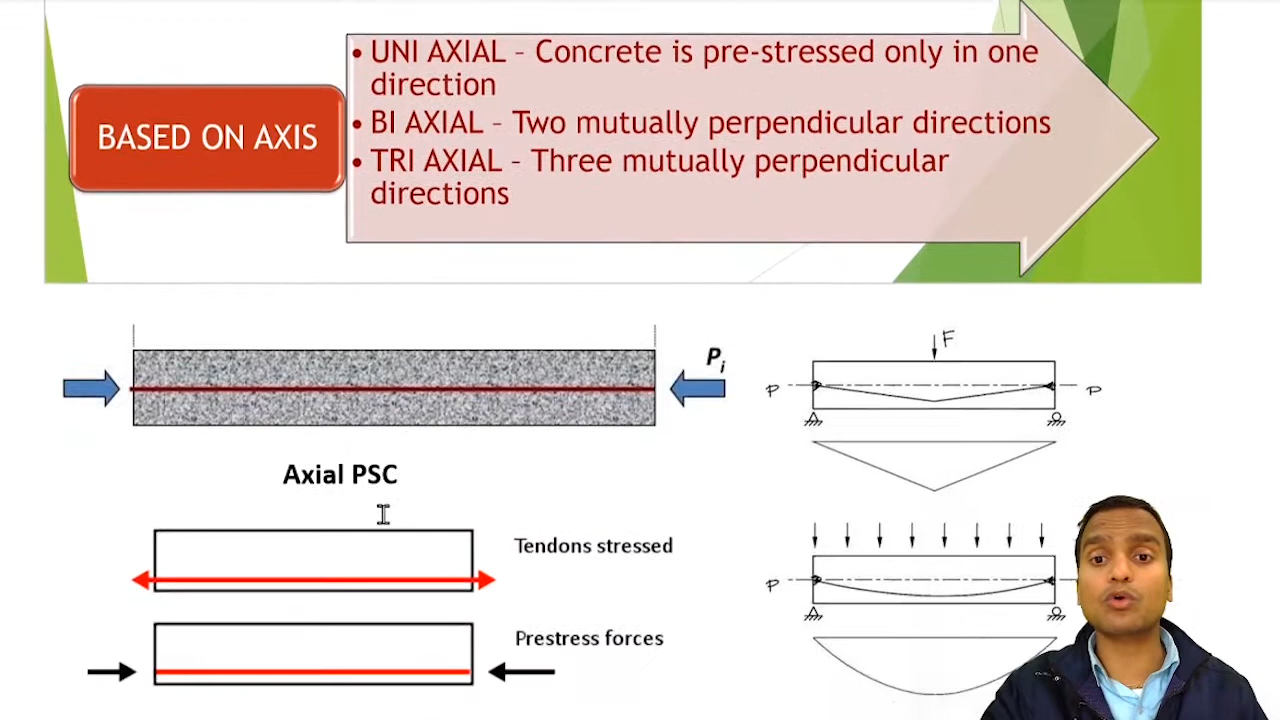 BASED ON AXIS
• UNI AXIAL – Concrete is pre-stressed only in one
direction
• BI AXIAL – Two mutually perpendicular directions
• TRI AXIAL – Three mutually perpendicular
directions
Pi
Axial PSC
Tendons stressed
Prestress forces
F
P
P
P